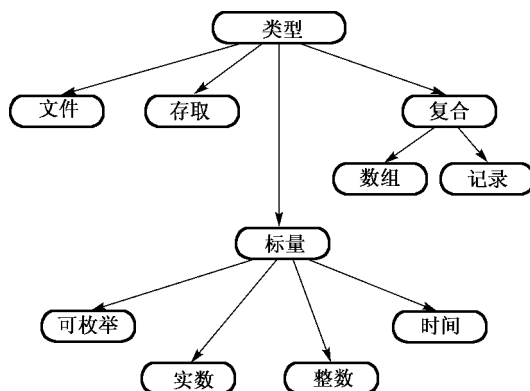 类型
文件
存取
复合
数组
记录
标量
可枚举
时间
实数
整数